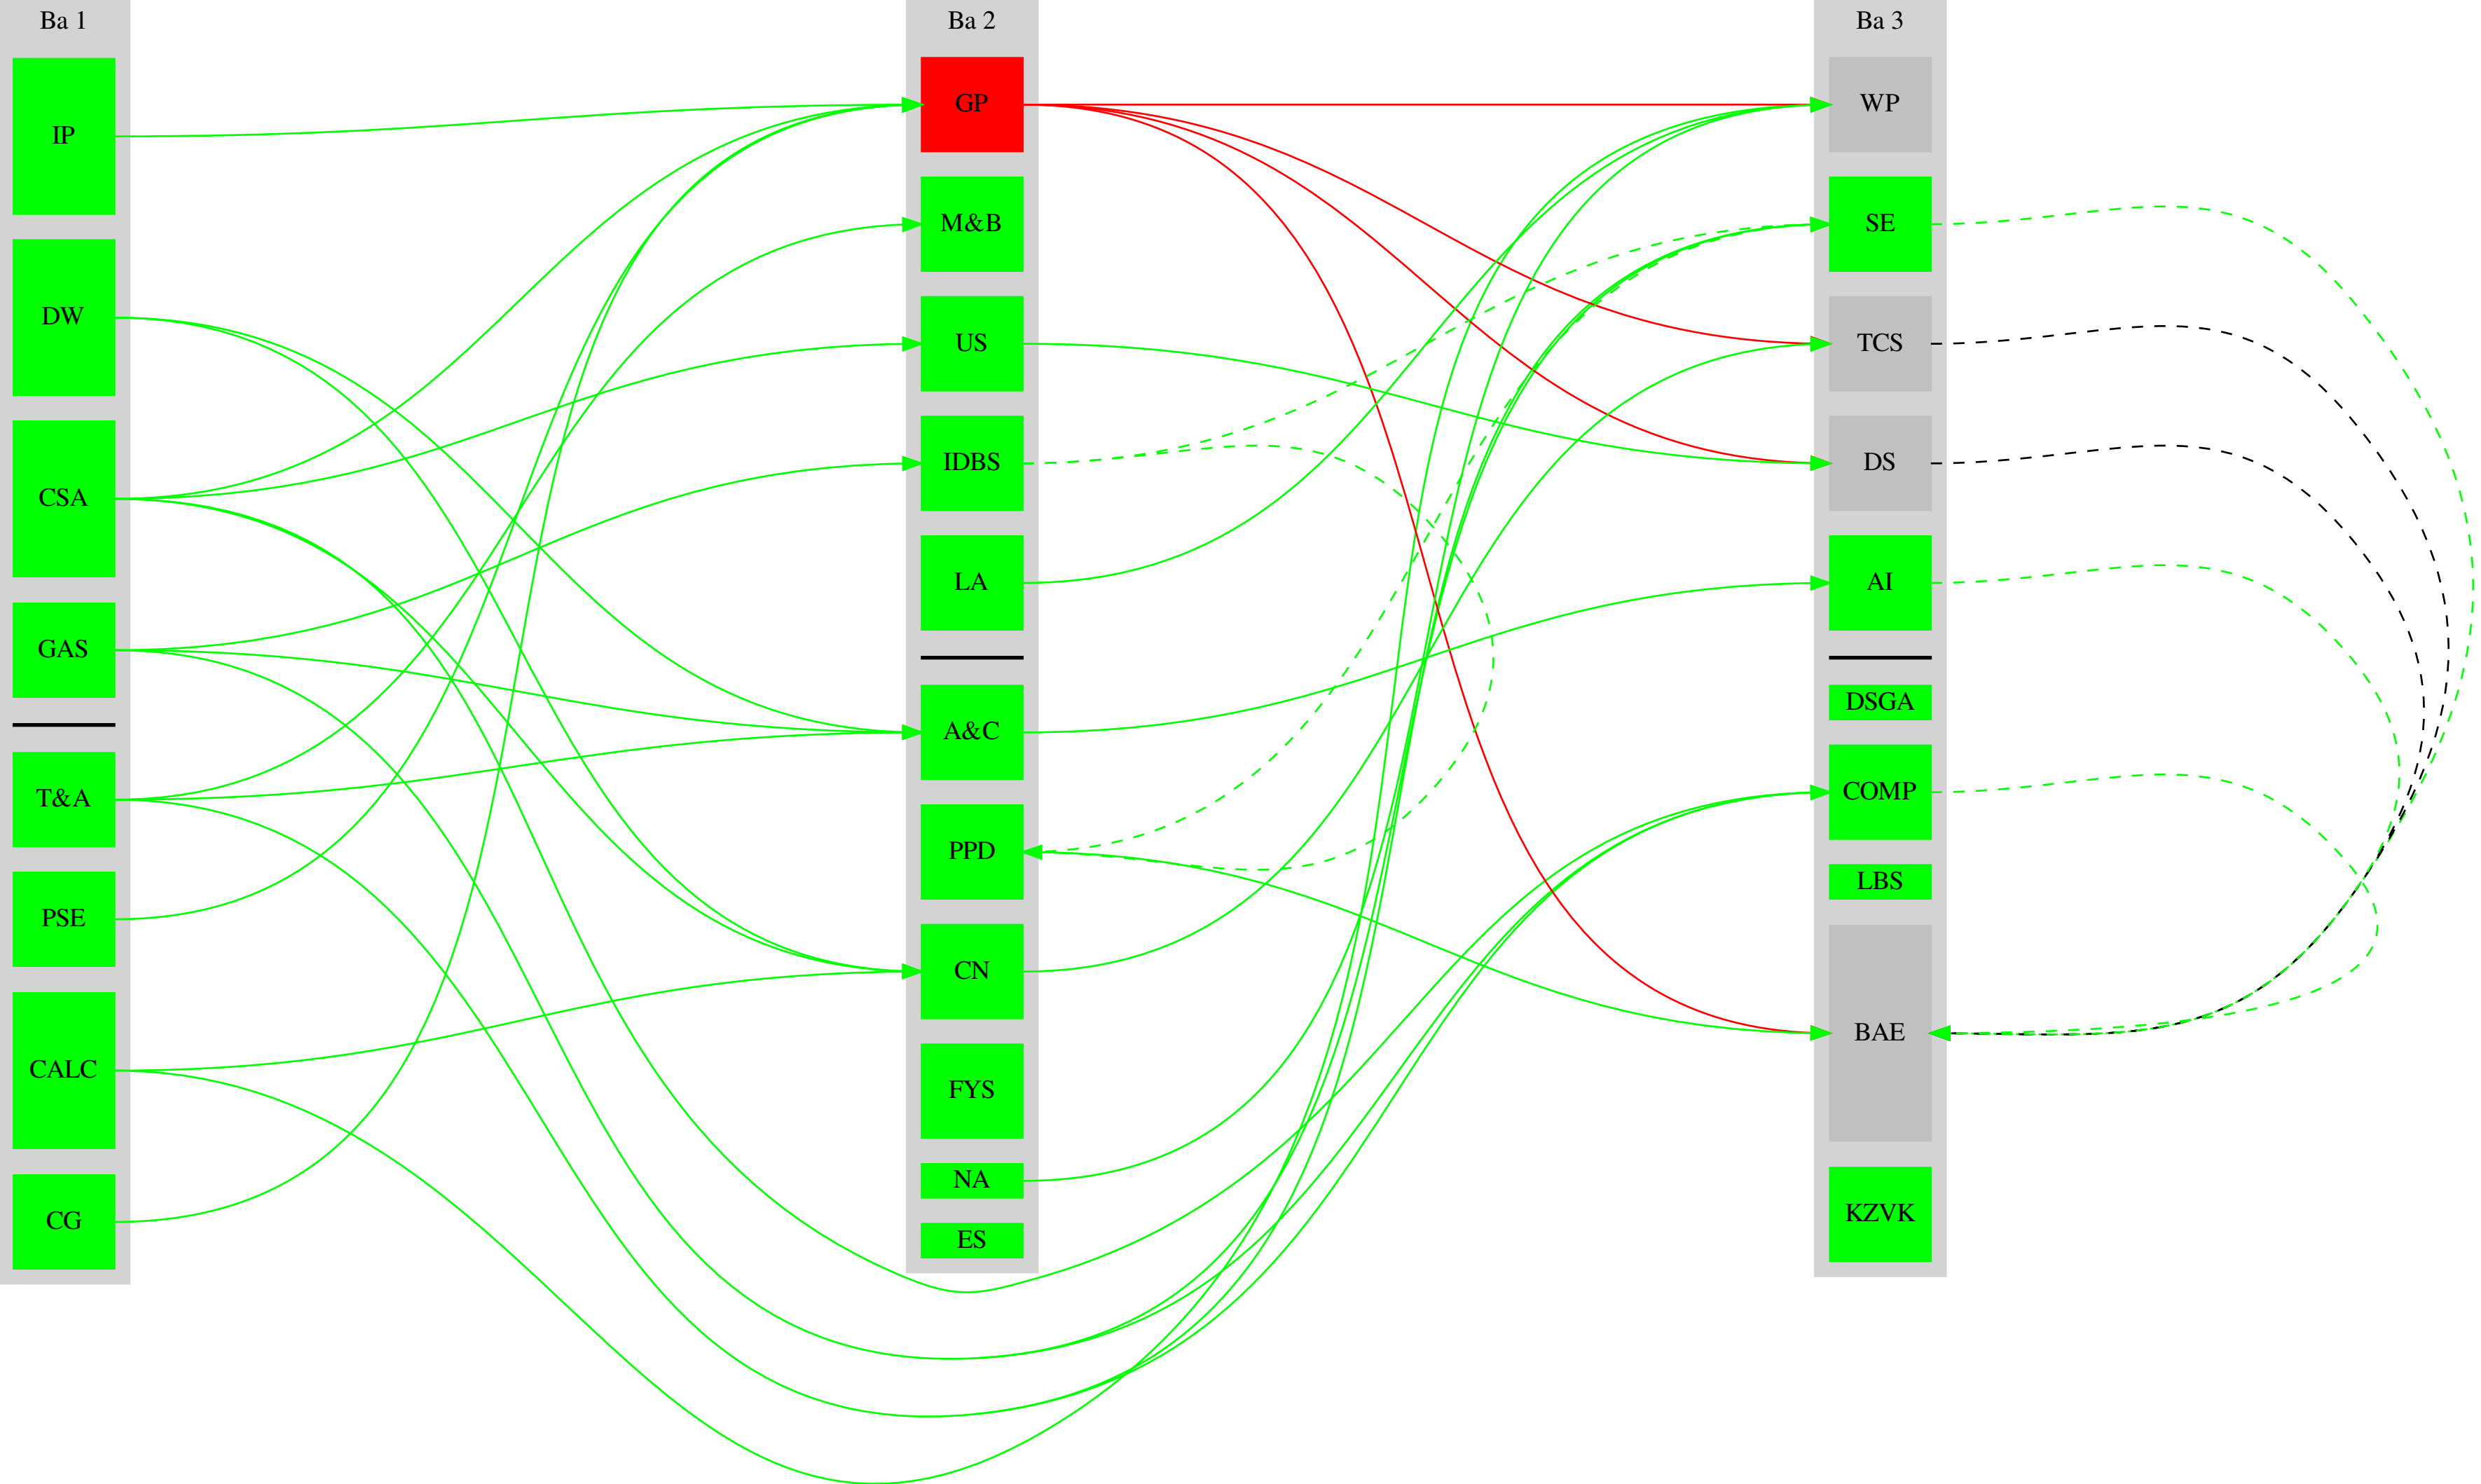 Ba 1
IP
DW
CSA
GAS
T&A
PSE
CALC
CG
Ba 2
GP
M&B
US
IDBS
LA
A&C
PPD
CN
FYS
NA
ES
Ba 3
WP
SE
TCS
DS
AI
DSGA
COMP
LBS
BAE
KZVK